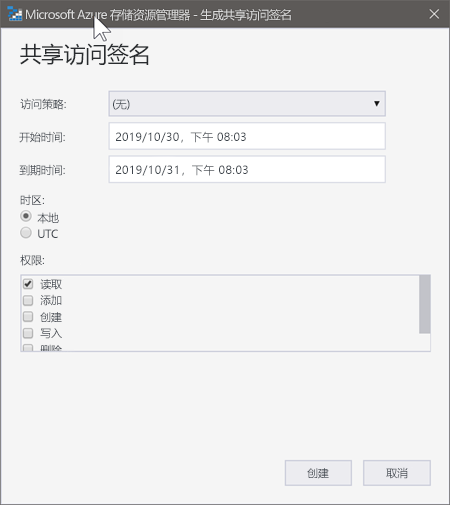 Microsoft Azure 存储资源管理器 - 生成共享访问签名
共享访问签名
访问策略: (无)
开始时间: 2019/10/30，下午 08:03
到期时间: 2019/10/31，下午 08:03
时区:
本地
UTC
权限:
读取
添加
创建
写入
删除
创建 取消